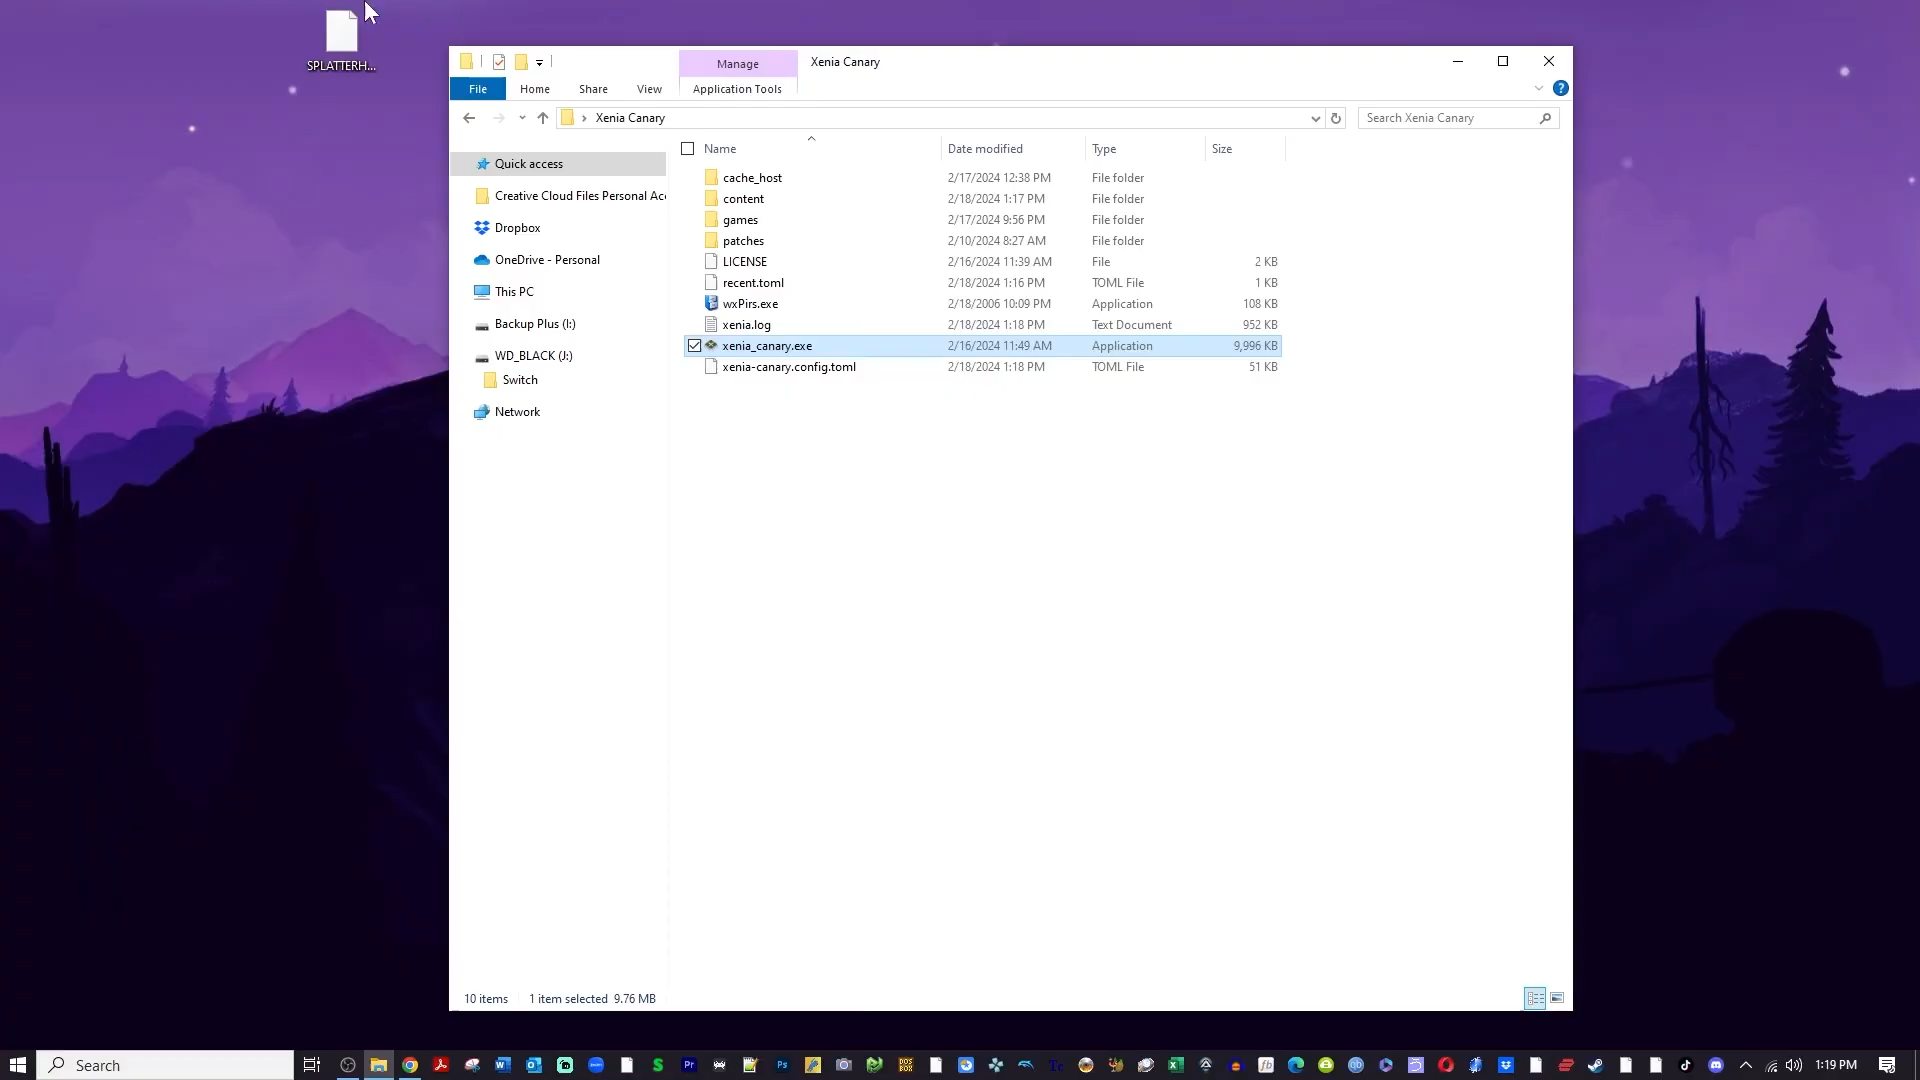 SPLATTERH...
Manage
Xenia Canary
File
Home
Share
View
Application Tools
Xenia Canary
Search Xenia Canary
Name
Date modified
Type
Size
Quick access
Creative Cloud Files Personal Acc
Dropbox
OneDrive - Personal
This PC
Backup Plus (I:)
WD_BLACK (J:)
Switch
Network
cache_host 2/17/2024 12:38 PM File folder
content 2/18/2024 1:17 PM File folder
games 2/17/2024 9:56 PM File folder
patches 2/10/2024 8:27 AM File folder
LICENSE 2/16/2024 11:39 AM File 2 KB
recent.toml 2/18/2024 1:16 PM TOML File 1 KB
wxPirs.exe 2/18/2006 10:09 PM Application 108 KB
xenia.log 2/18/2024 1:18 PM Text Document 952 KB
xenia_canary.exe 2/16/2024 11:49 AM Application 9,996 KB
xenia-canary.config.toml 2/18/2024 1:18 PM TOML File 51 KB
10 items 1 item selected 9.76 MB
Search
1:19 PM